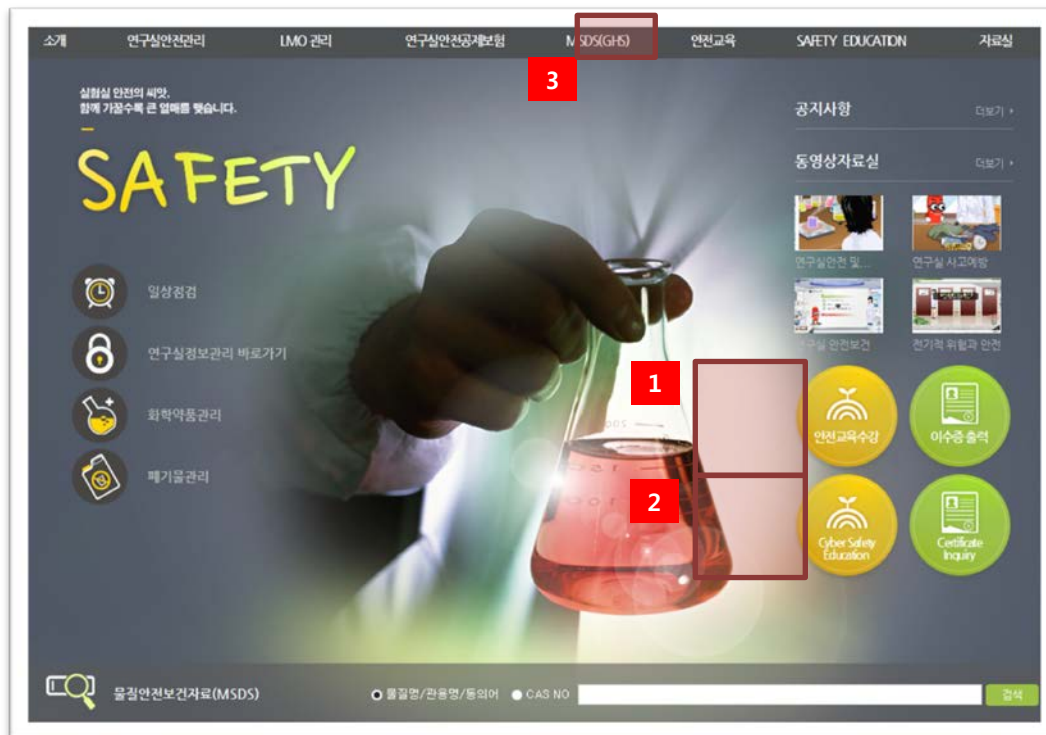 소개 연구실안전관리 LMO 관리 연구실안전공제보험 MSDS(GHS) 안전교육 SAFETY EDUCATION 자료실
3
실험실 안전의 씨앗,
함께 가꿀수록 큰 열매를 맺습니다.
SAFETY
공지사항 더보기
동영상자료실 더보기
연구실안전 및... 연구실 사고예방
연구실 안전보건 전기적 위험과 안전
일상점검
연구실정보관리 바로가기
화학약품관리
폐기물관리
1
2
200
150
100
안전교육수강 이수증 출력
Cyber Safety
Education
Certificate
Inquiry
물질안전보건자료(MSDS) 물질명/관용명/동의어 CAS NO 검색